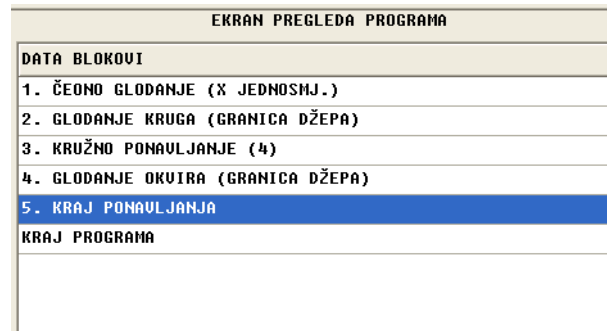 EKRAN PREGLEDA PROGRAMA
DATA BLOKOVI
1. ČEONO GLODANJE (X JEDNOSMJ.)
2. GLODANJE KRUGA (GRANICA DŽEPA)
3. KRUŽNO PONAVLJANJE (4)
4. GLODANJE OKVIRA (GRANICA DŽEPA)
5. KRAJ PONAVLJANJA
KRAJ PROGRAMA